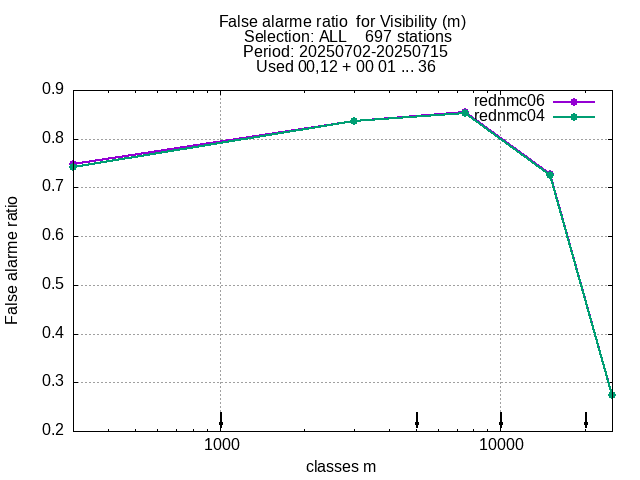 False alarme ratio  for Visibility (m)
Selection: ALL    697 stations
Period: 20250702-20250715
Used 00,12 + 00 01 ... 36
rednmc06
rednmc04
0.9
0.8
0.7
0.6
0.5
0.4
0.3
0.2
False alarme ratio
1000
10000
classes m